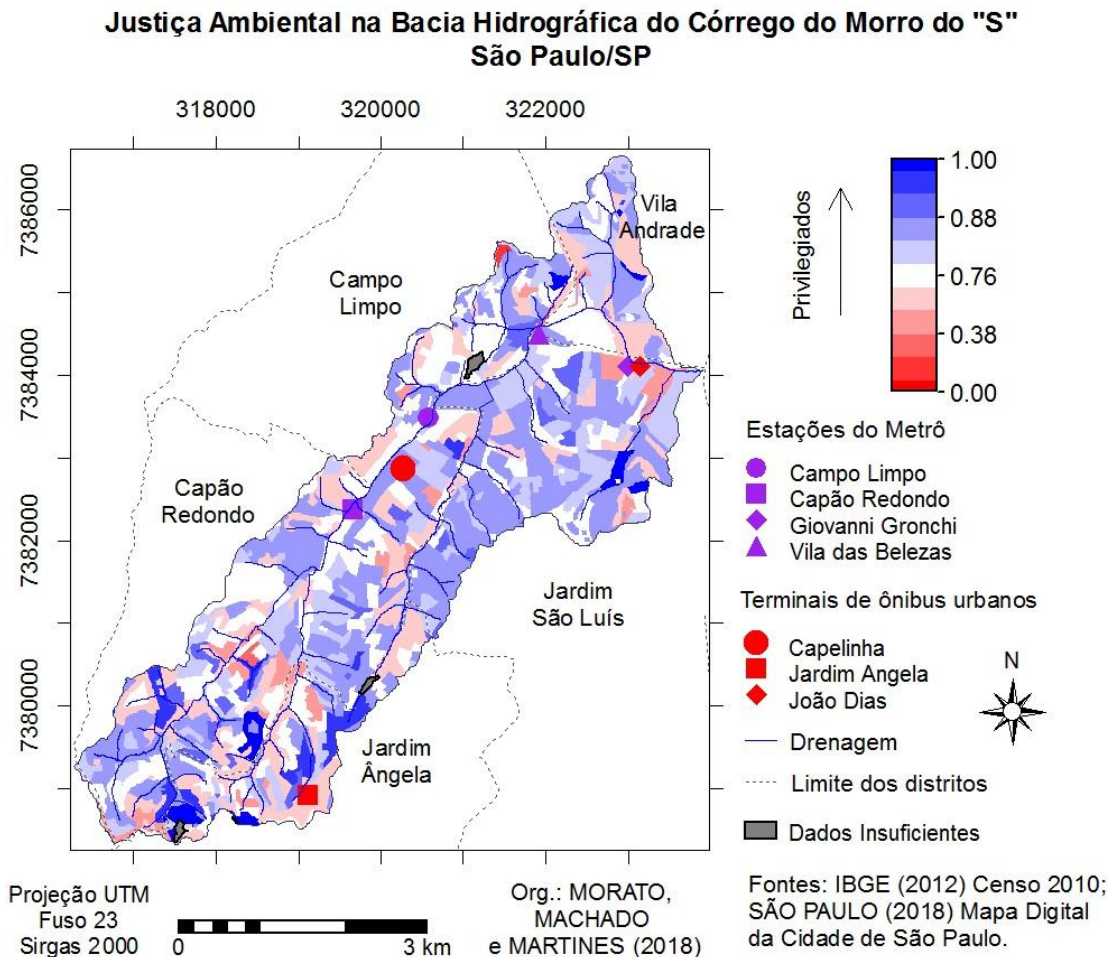 Justiça Ambiental na Bacia Hidrográfica do Córrego do Morro do "S"
São Paulo/SP
318000
320000
322000
7386000
7384000
7382000
7380000
Vila
Andrade
Campo
Limpo
Capão
Redondo
Jardim
São Luís
Jardim
Ângela
Privilegiados
1.00
0.88
0.76
0.38
0.00
Estações do Metrô
Campo Limpo
Capão Redondo
Giovanni Gronchi
Vila das Belezas
Terminais de ônibus urbanos
Capelinha
Jardim Angela
João Dias
N
Drenagem
Limite dos distritos
Dados Insuficientes
Projeção UTM
Fuso 23
Sirgas 2000
0
3 km
Org.: MORATO,
MACHADO
e MARTINES (2018)
Fontes: IBGE (2012) Censo 2010;
SÃO PAULO (2018) Mapa Digital
da Cidade de São Paulo.